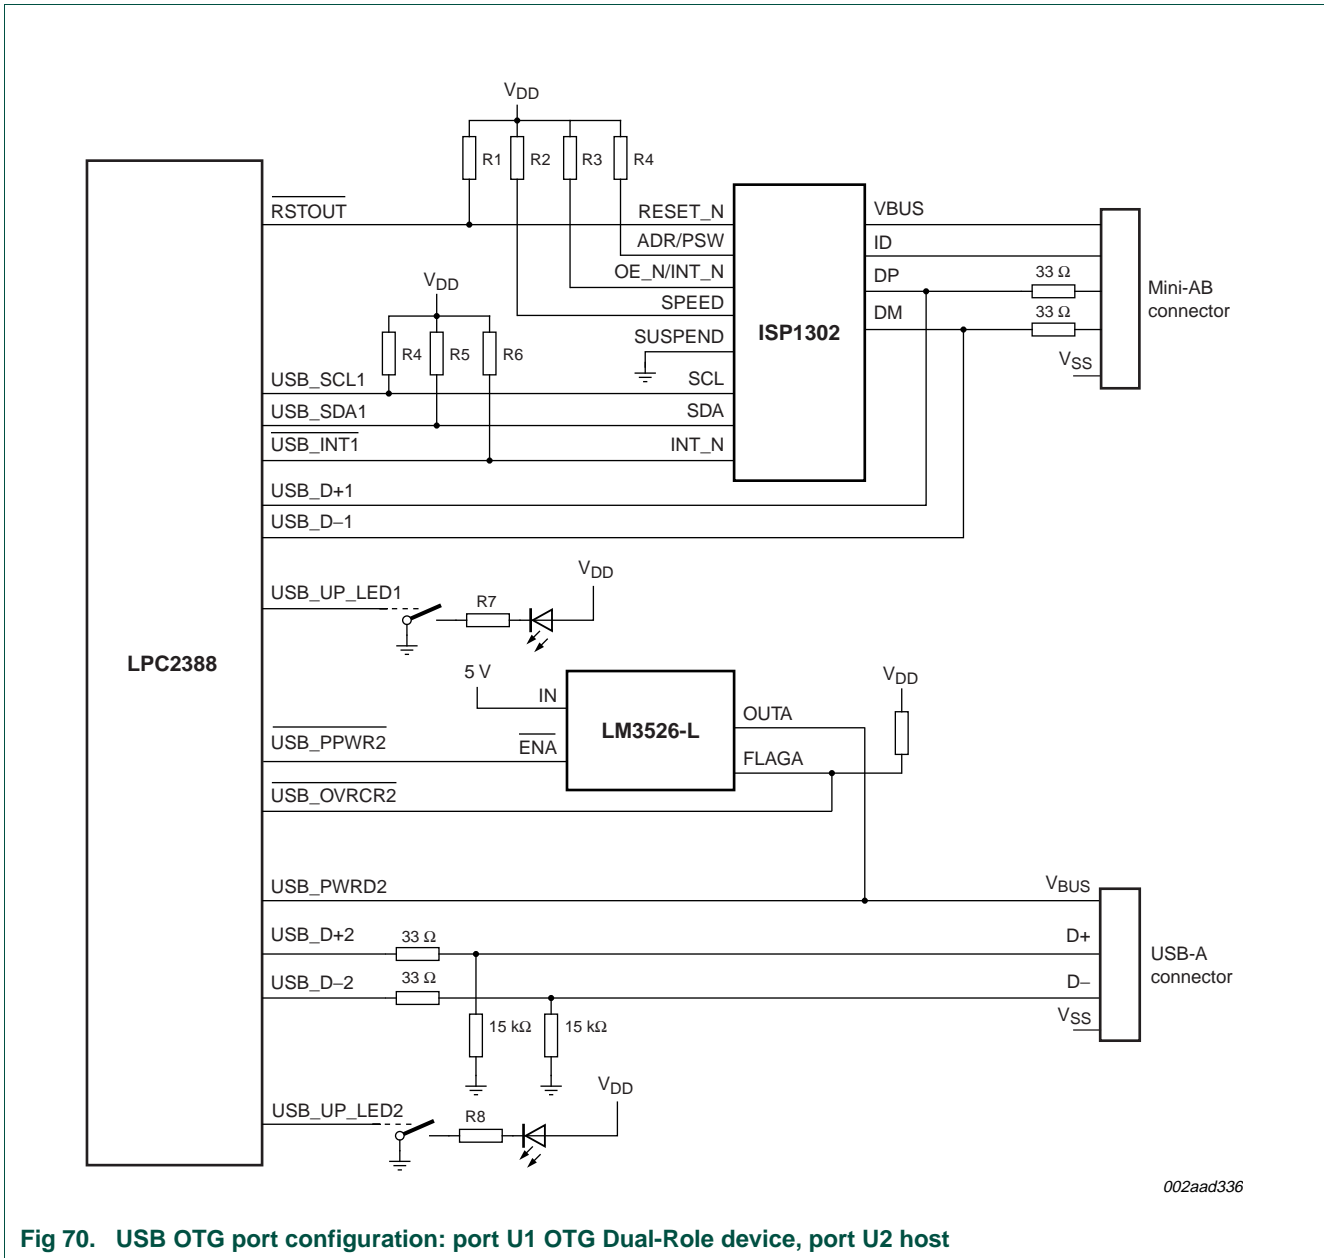 VDD
R1 R2 R3 R4
RSTOUT
RESET_N
VBUS
ADR/PSW
ID
OE_N/INT_N
DP
33 Ω
VDD
SPEED
DM
33 Ω
Mini-AB
connector
SUSPEND
ISP1302
R4 R5 R6
VSS
USB_SCL1
SCL
USB_SDA1
SDA
USB_INT1
INT_N
USB_D+1
USB_D−1
VDD
USB_UP_LED1
R7
LPC2388
5 V
IN
VDD
LM3526-L
OUTA
USB_PPWR2
ENA
FLAGA
USB_OVRCR2
USB_PWRD2
VBUS
USB_D+2
33 Ω
D+
USB-A
connector
USB_D−2
33 Ω
D−
VSS
15 kΩ
15 kΩ
VDD
USB_UP_LED2
R8
002aad336
Fig 70. USB OTG port configuration: port U1 OTG Dual-Role device, port U2 host